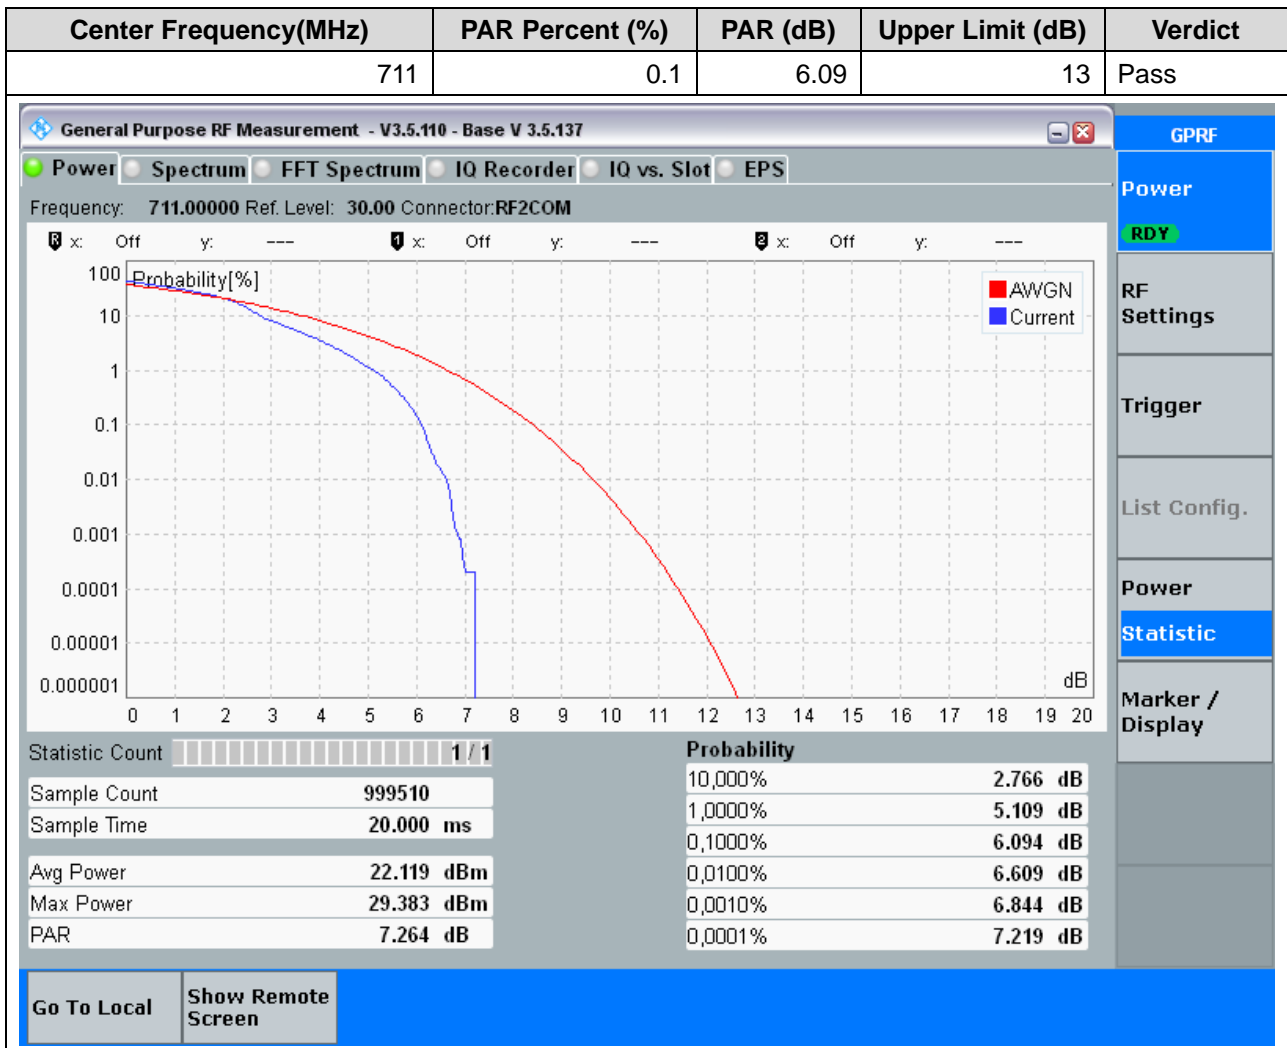 Center Frequency(MHz) PAR Percent (%) PAR (dB) Upper Limit (dB) Verdict
711 0.1 6.09 13 Pass
General Purpose RF Measurement - V3.5.110 - Base V 3.5.137
GPRF
Power Spectrum FFT Spectrum IQ Recorder IQ vs. Slot EPS
Frequency: 711.00000 Ref. Level: 30.00 Connector:RF2COM
R x: Off y: --- 1 x: Off y: --- 2 x: Off y: ---
Probability[%]
AWGN
Current
100
10
1
0.1
0.01
0.001
0.0001
0.00001
0.000001
dB
0 1 2 3 4 5 6 7 8 9 10 11 12 13 14 15 16 17 18 19 20
Statistic Count 1 / 1
Sample Count 999510
Sample Time 20.000 ms
Avg Power 22.119 dBm
Max Power 29.383 dBm
PAR 7.264 dB
Probability
10,000% 2.766 dB
1,0000% 5.109 dB
0,1000% 6.094 dB
0,0100% 6.609 dB
0,0010% 6.844 dB
0,0001% 7.219 dB
Power
RDY
RF
Settings
Trigger
List Config.
Power
Statistic
Marker /
Display
Go To Local
Show Remote
Screen